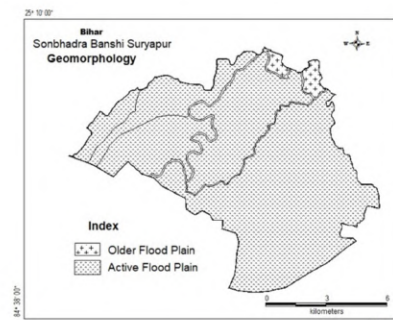 25° 10' 00"
Bihar
Sonbhadra Banshi Suryapur
Geomorphology
N
W E
S
Index
Older Flood Plain
Active Flood Plain
84° 38' 00"
0 3 6
kilometers